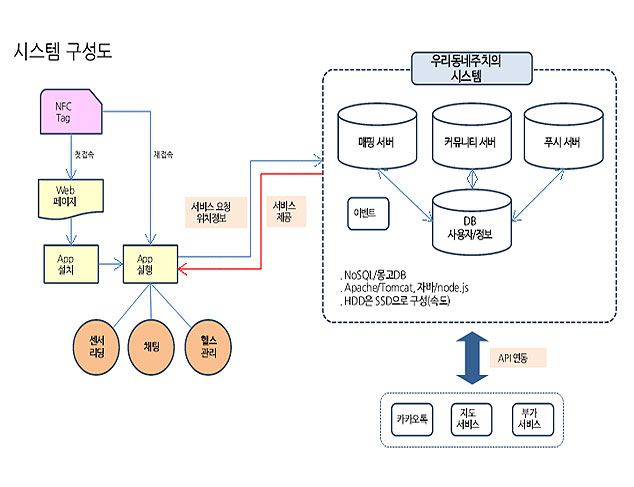 시스템 구성도
우리동네주치의
시스템
NFC
Tag
매핑 서버
커뮤니티 서버
푸시 서버
첫접속
재접속
Web
페이지
서비스 요청
위치정보
서비스
제공
이벤트
DB
사용자/정보
App
설치
App
실행
. NoSQL/몽고DB
. Apache/Tomcat, 자바/node.js
. HDD은 SSD으로 구성(속도)
센서
리딩
채팅
헬스
관리
API 연동
카카오톡
지도
서비스
부가
서비스